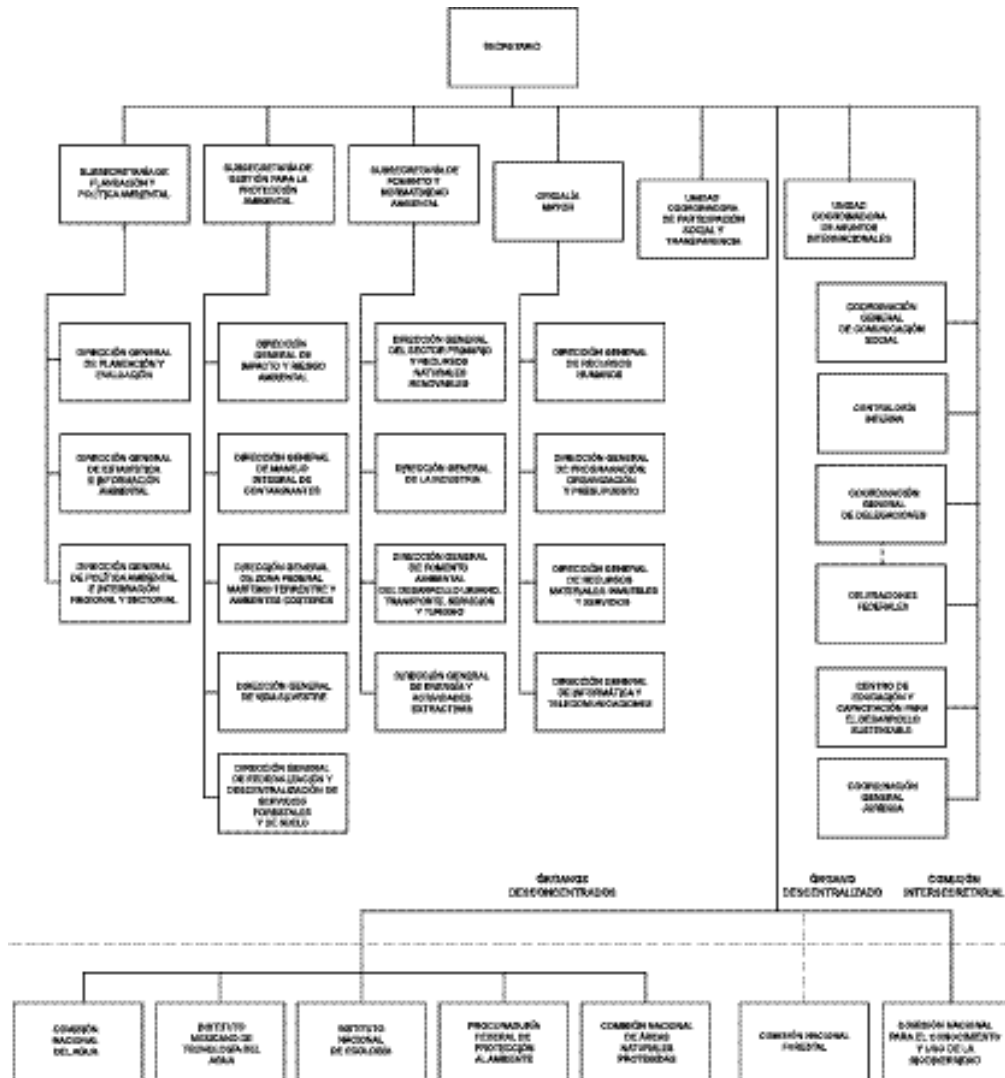 SECRETARIO
SUBSECRETARÍA DE
PLANEACIÓN Y
POLÍTICA AMBIENTAL
SUBSECRETARÍA DE
GESTIÓN PARA LA
PROTECCIÓN
AMBIENTAL
SUBSECRETARÍA DE
FOMENTO Y
NORMATIVIDAD
AMBIENTAL
OFICIALÍA
MAYOR
UNIDAD
COORDINADORA
DE PARTICIPACIÓN
SOCIAL Y
TRANSPARENCIA
UNIDAD
COORDINADORA
DE ASUNTOS
INTERNACIONALES
COORDINACIÓN
GENERAL
DE COMUNICACIÓN
SOCIAL
DIRECCIÓN GENERAL
DE PLANEACIÓN Y
EVALUACIÓN
DIRECCIÓN
GENERAL DE
IMPACTO Y RIESGO
AMBIENTAL
DIRECCIÓN GENERAL
DEL SECTOR PRIMARIO
Y RECURSOS
NATURALES
RENOVABLES
DIRECCIÓN GENERAL
DE RECURSOS
HUMANOS
CONTRALORÍA
INTERNA
DIRECCIÓN GENERAL
DE ESTADÍSTICA
E INFORMACIÓN
AMBIENTAL
DIRECCIÓN GENERAL
DE MANEJO
INTEGRAL DE
CONTAMINANTES
DIRECCIÓN GENERAL
DE LA INDUSTRIA
DIRECCIÓN GENERAL
DE PROGRAMACIÓN
ORGANIZACIÓN
Y PRESUPUESTO
COORDINACIÓN
GENERAL
DE DELEGACIONES
DIRECCIÓN GENERAL
DE POLÍTICA AMBIENTAL
E INTEGRACIÓN
REGIONAL Y SECTORIAL
DIRECCIÓN GENERAL
DE ZONA FEDERAL
MARÍTIMO TERRESTRE Y
AMBIENTES COSTEROS
DIRECCIÓN GENERAL
DE FOMENTO
AMBIENTAL
DEL DESARROLLO URBANO,
TRANSPORTE, SERVICIOS
Y TURISMO
DIRECCIÓN GENERAL
DE RECURSOS
MATERIALES, INMUEBLES
Y SERVICIOS
DELEGACIONES
FEDERALES
DIRECCIÓN GENERAL
DE VIDA SILVESTRE
DIRECCIÓN GENERAL
DE ENERGÍA Y
ACTIVIDADES
EXTRACTIVAS
DIRECCIÓN GENERAL
DE INFORMÁTICA Y
TELECOMUNICACIONES
CENTRO DE
EDUCACIÓN Y
CAPACITACIÓN PARA
EL DESARROLLO
SUSTENTABLE
DIRECCIÓN GENERAL
DE FEDERALIZACIÓN Y
DESCENTRALIZACIÓN DE
SERVICIOS
FORESTALES
Y DE SUELO
COORDINACIÓN
GENERAL
JURÍDICA
ÓRGANOS
DESCONCENTRADOS
ÓRGANO
DESCENTRALIZADO
COMISIÓN
INTERSECRETARIAL
COMISIÓN
NACIONAL
DEL AGUA
INSTITUTO
MEXICANO DE
TECNOLOGÍA DEL
AGUA
INSTITUTO
NACIONAL
DE ECOLOGÍA
PROCURADURÍA
FEDERAL DE
PROTECCIÓN
AL AMBIENTE
COMISIÓN NACIONAL
DE ÁREAS
NATURALES
PROTEGIDAS
COMISIÓN NACIONAL
FORESTAL
COMISIÓN NACIONAL
PARA EL CONOCIMIENTO
Y USO DE LA
BIODIVERSIDAD